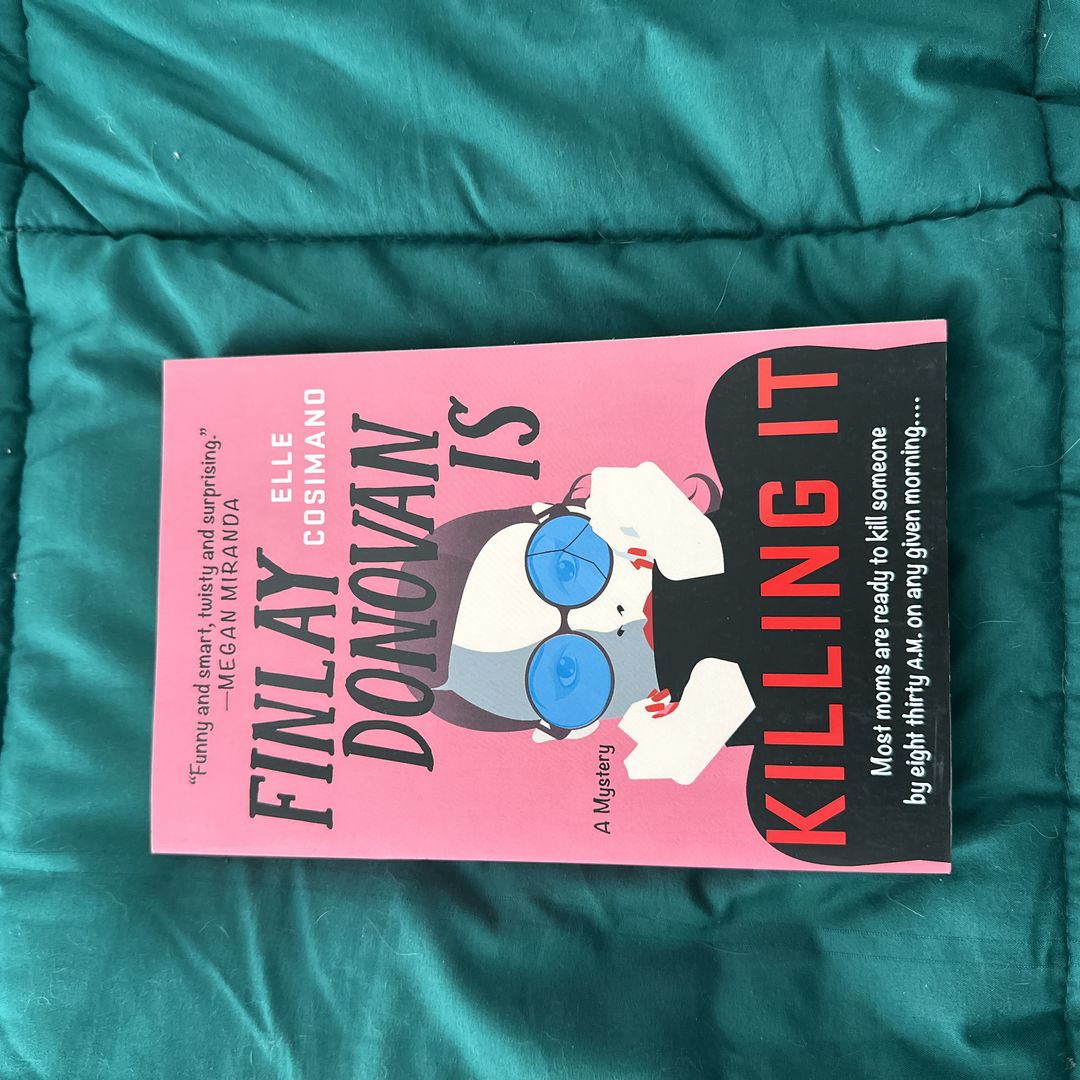 “Funny and smart, twisty and surprising.”
—MEGAN MIRANDA
ELLE
COSIMANO
FINLAY
DONOVAN
IS
A Mystery
KILLING IT
Most moms are ready to kill someone
by eight thirty A.M. on any given morning....